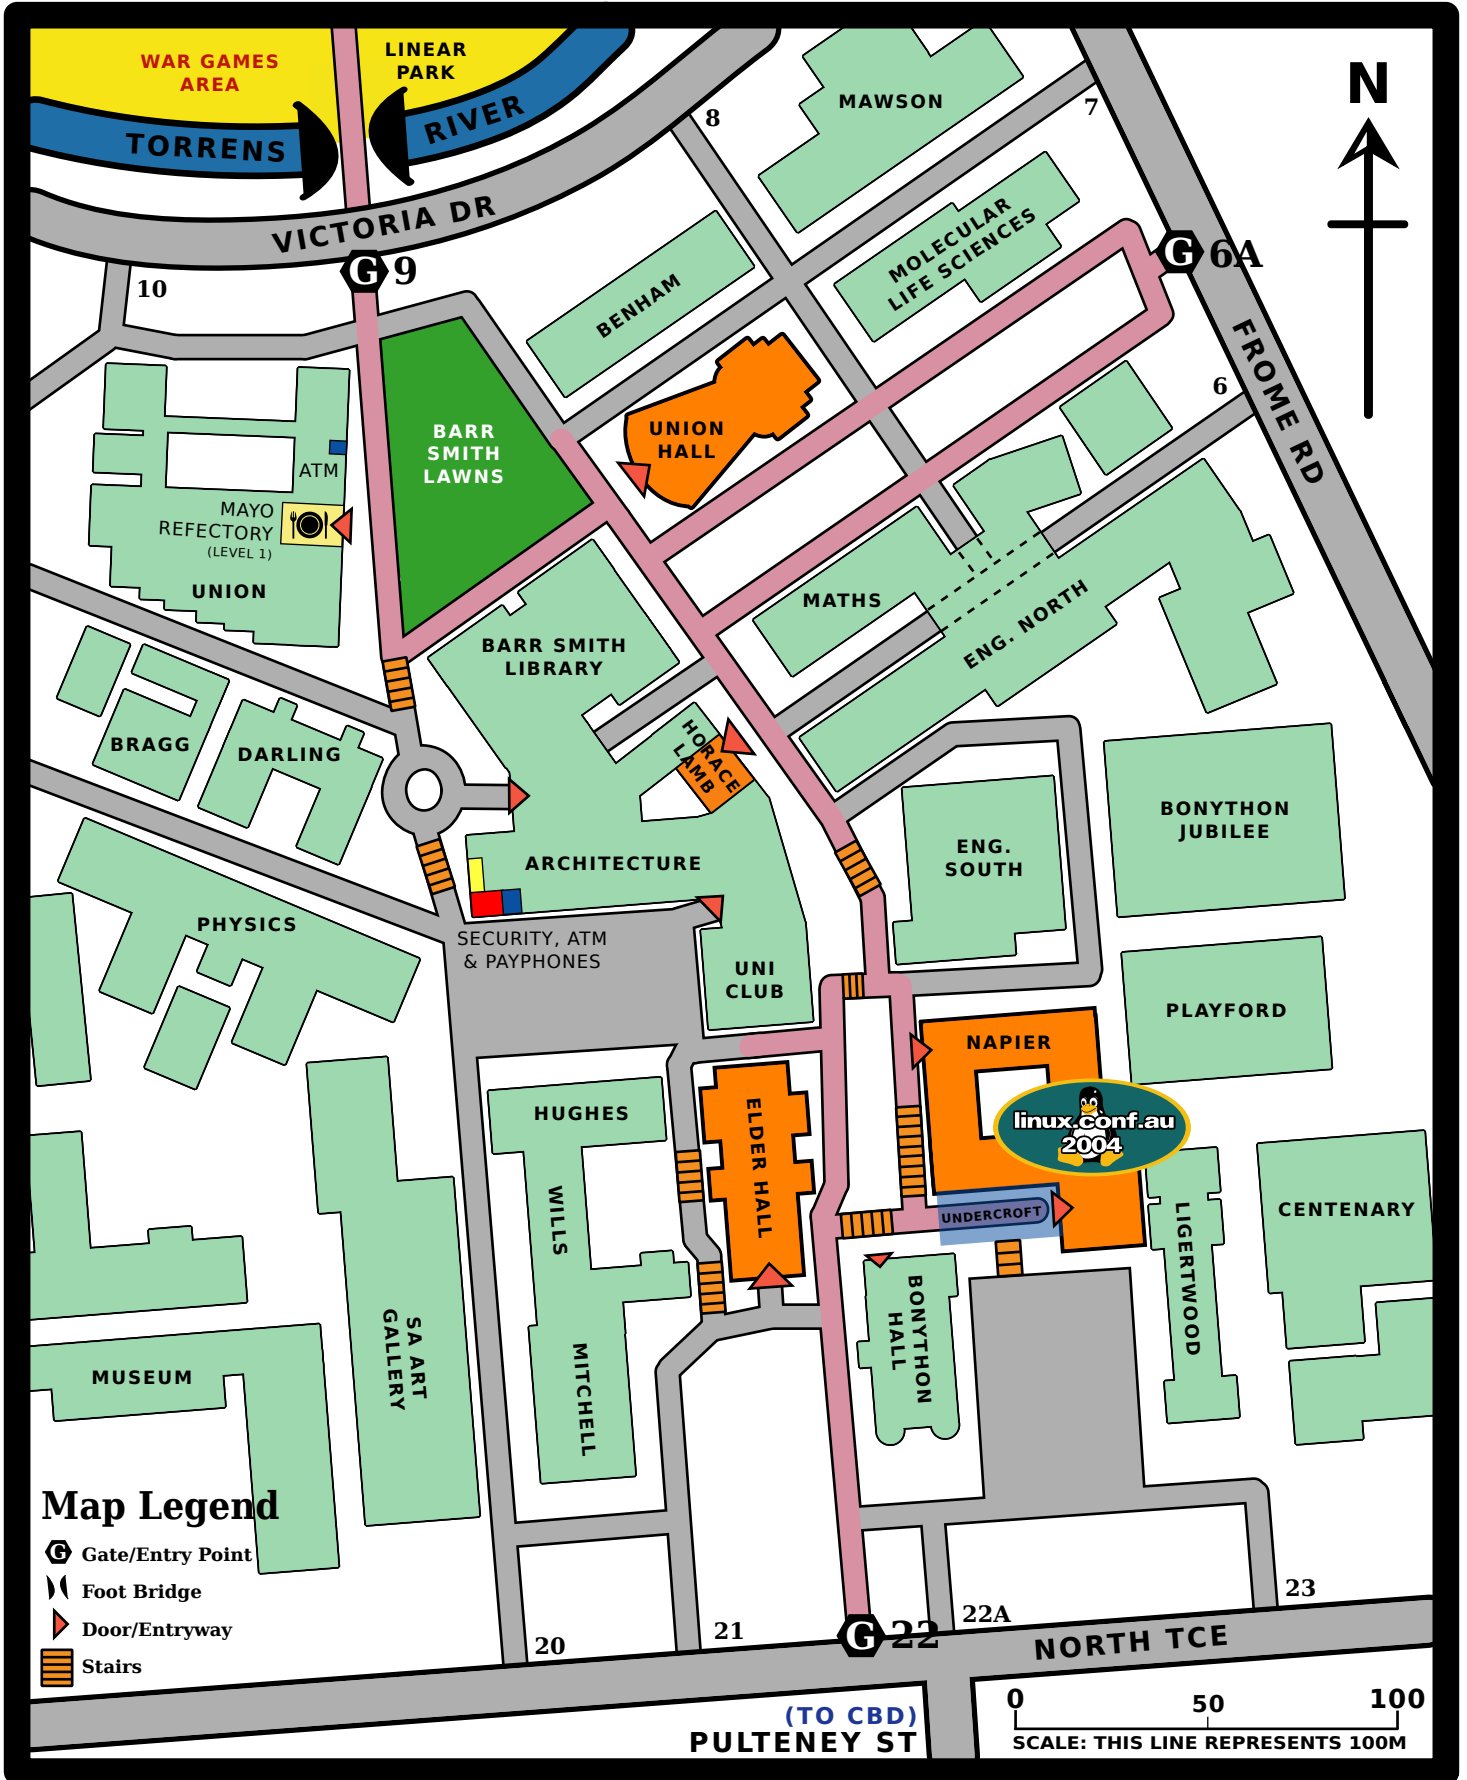 WAR GAMES
AREA
LINEAR
PARK
TORRENS
RIVER
VICTORIA DR
G 9
10
8
7
MAWSON
N
MOLECULAR
LIFE SCIENCES
G 6A
BENHAM
FROME RD
6
UNION
HALL
BARR
SMITH
LAWNS
ATM
MAYO
REFECTORY
(LEVEL 1)
UNION
MATHS
ENG. NORTH
BARR SMITH
LIBRARY
BRAGG
DARLING
HORACE
LAMB
BONYTHON
JUBILEE
ENG.
SOUTH
ARCHITECTURE
PHYSICS
SECURITY, ATM
& PAYPHONES
UNI
CLUB
PLAYFORD
NAPIER
HUGHES
ELDER HALL
linux.conf.au
2004
WILLS
UNDERCROFT
LIGERTWOOD
CENTENARY
BONYTHON
HALL
SA ART
GALLERY
MITCHELL
MUSEUM
Map Legend
G Gate/Entry Point
Foot Bridge
Door/Entryway
Stairs
20
21
G 22
22A
23
NORTH TCE
(TO CBD)
PULTENEY ST
0 50 100
SCALE: THIS LINE REPRESENTS 100M